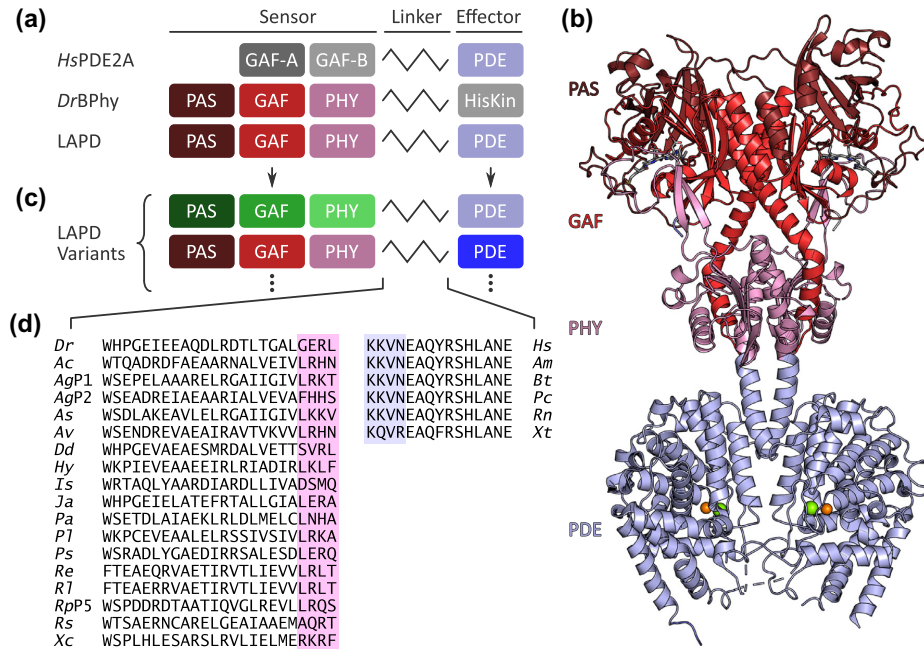 (a)
Sensor Linker Effector
HsPDE2A GAF-A GAF-B PDE
DrBPhy PAS GAF PHY HisKin
LAPD PAS GAF PHY PDE
(c)
LAPD Variants
PAS GAF PHY PDE
PAS GAF PHY PDE
(b)
PAS
GAF
PHY
PDE
(d)
Dr WHPGEIEEAQDLRDTLTGALGERL KKVNEAQYRSHLANE Hs
Ac WTQADRDFAEAARNALVEIVLRHN KKVNEAQYRSHLANE Am
AgP1 WSEPELAAARELRGAIIGIVLRKT KKVNEAQYRSHLANE Bt
AgP2 WSEADREIAEAARIALVEVAFHHS KKVNEAQYRSHLANE Pc
As WSDLAKEAVLELRGAIIGIVLKKV KKVNEAQYRSHLANE Rn
Av WSENDREVAEAIRAVTVKVVLRHN KQVREAQFRSHLANE Xt
Dd WHPGEVAEAESMRDALVETTSVRL
Hy WKPIEVEAAEEIRLRIADIRLKLF
Is WRTAQLYAARDIARDLLIVADSMQ
Ja WHPGEIELATEFRTALLGIALERA
Pa WSETDLAIAEKLRLDLMELCLNHA
Pl WKPCEVEAALELRSSIVSIVLRKA
Ps WSRADLYGAEDIRRSALESDLERQ
Re FTEAEQRVAETIRVTLIEVVLRLT
Rl FTEAERRVAETIRVTLIEVVLRLT
RpP5 WSPDDRDTAATIQVGLREVLLRQS
Rs WTSAERNCARELGEAIAAEMAQRT
Xc WSPLHLESARSLRVLIELMERKRF